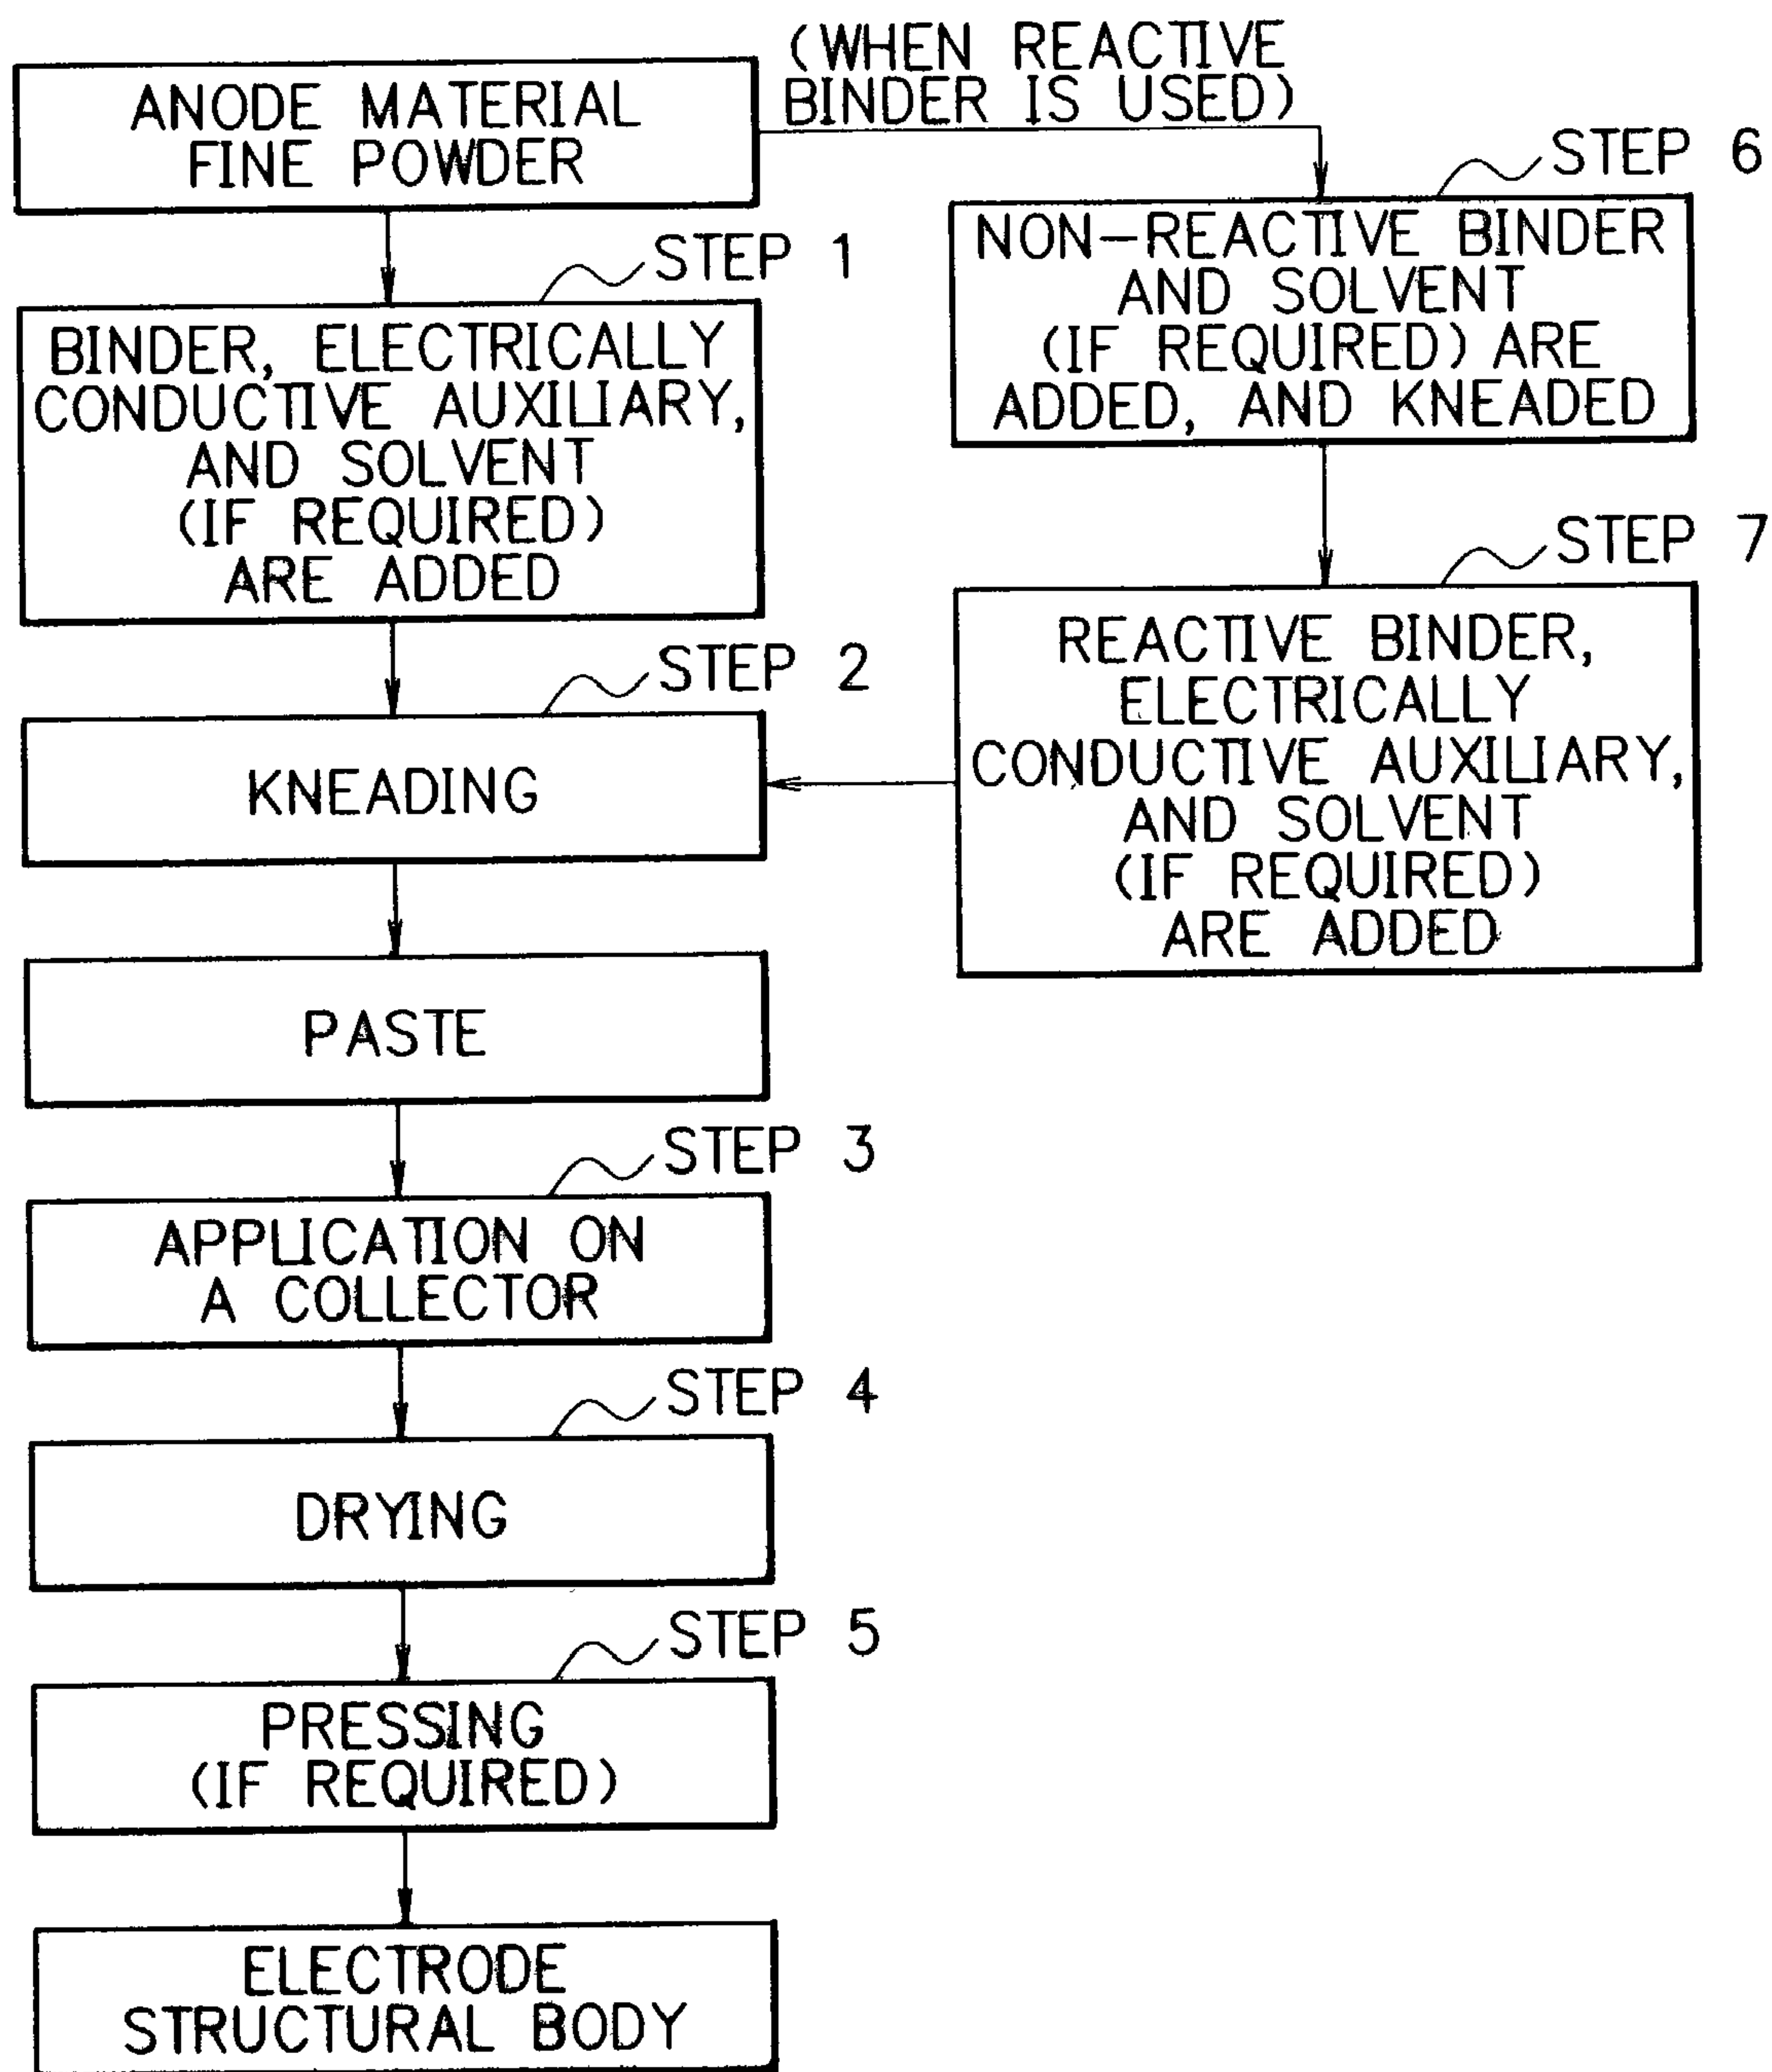 ANODE MATERIAL
FINE POWDER
(WHEN REACTIVE
BINDER IS USED)
STEP 1
BINDER, ELECTRICALLY
CONDUCTIVE AUXILIARY,
AND SOLVENT
(IF REQUIRED)
ARE ADDED
STEP 6
NON-REACTIVE BINDER
AND SOLVENT
(IF REQUIRED) ARE
ADDED, AND KNEADED
STEP 7
REACTIVE BINDER,
ELECTRICALLY
CONDUCTIVE AUXILIARY,
AND SOLVENT
(IF REQUIRED)
ARE ADDED
STEP 2
KNEADING
PASTE
STEP 3
APPLICATION ON
A COLLECTOR
STEP 4
DRYING
STEP 5
PRESSING
(IF REQUIRED)
ELECTRODE
STRUCTURAL BODY